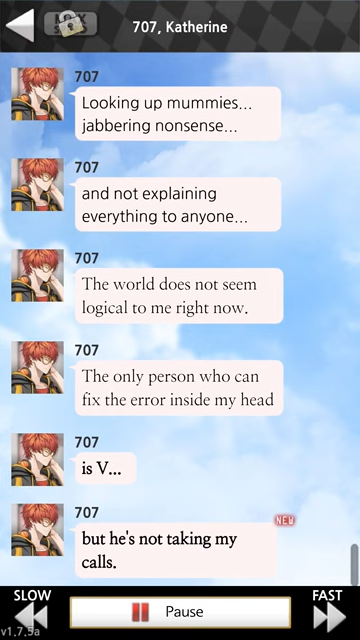 707, Katherine
707
Looking up mummies...
jabbering nonsense...
707
and not explaining
everything to anyone...
707
The world does not seem
logical to me right now.
707
The only person who can
fix the error inside my head
707
is V...
707
NEW
but he's not taking my
calls.
SLOW
Pause
FAST
v1.7.5a